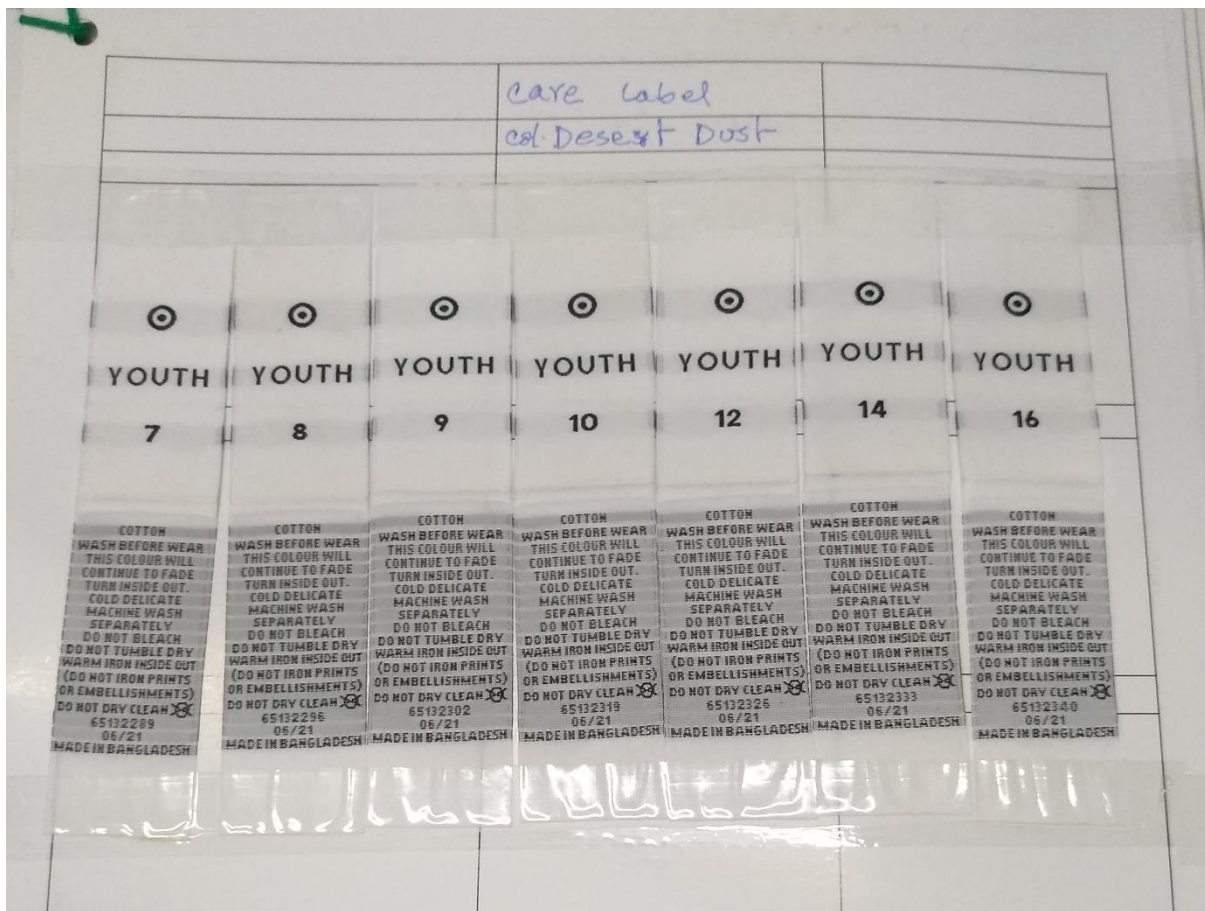 Care Label
col. Desert Dust
YOUTH
7
COTTON
WASH BEFORE WEAR
THIS COLOUR WILL
CONTINUE TO FADE
TURN INSIDE OUT.
COLD DELICATE
MACHINE WASH
SEPARATELY
DO NOT BLEACH
DO NOT TUMBLE DRY
WARM IRON INSIDE OUT
(DO NOT IRON PRINTS
OR EMBELLISHMENTS)
DO NOT DRY CLEAN
65132289
06/21
MADE IN BANGLADESH
YOUTH
8
COTTON
WASH BEFORE WEAR
THIS COLOUR WILL
CONTINUE TO FADE
TURN INSIDE OUT.
COLD DELICATE
MACHINE WASH
SEPARATELY
DO NOT BLEACH
DO NOT TUMBLE DRY
WARM IRON INSIDE OUT
(DO NOT IRON PRINTS
OR EMBELLISHMENTS)
DO NOT DRY CLEAN
65132296
06/21
MADE IN BANGLADESH
YOUTH
9
COTTON
WASH BEFORE WEAR
THIS COLOUR WILL
CONTINUE TO FADE
TURN INSIDE OUT.
COLD DELICATE
MACHINE WASH
SEPARATELY
DO NOT BLEACH
DO NOT TUMBLE DRY
WARM IRON INSIDE OUT
(DO NOT IRON PRINTS
OR EMBELLISHMENTS)
DO NOT DRY CLEAN
65132302
06/21
MADE IN BANGLADESH
YOUTH
10
COTTON
WASH BEFORE WEAR
THIS COLOUR WILL
CONTINUE TO FADE
TURN INSIDE OUT.
COLD DELICATE
MACHINE WASH
SEPARATELY
DO NOT BLEACH
DO NOT TUMBLE DRY
WARM IRON INSIDE OUT
(DO NOT IRON PRINTS
OR EMBELLISHMENTS)
DO NOT DRY CLEAN
65132319
06/21
MADE IN BANGLADESH
YOUTH
12
COTTON
WASH BEFORE WEAR
THIS COLOUR WILL
CONTINUE TO FADE
TURN INSIDE OUT.
COLD DELICATE
MACHINE WASH
SEPARATELY
DO NOT BLEACH
DO NOT TUMBLE DRY
WARM IRON INSIDE OUT
(DO NOT IRON PRINTS
OR EMBELLISHMENTS)
DO NOT DRY CLEAN
65132326
06/21
MADE IN BANGLADESH
YOUTH
14
COTTON
WASH BEFORE WEAR
THIS COLOUR WILL
CONTINUE TO FADE
TURN INSIDE OUT.
COLD DELICATE
MACHINE WASH
SEPARATELY
DO NOT BLEACH
DO NOT TUMBLE DRY
WARM IRON INSIDE OUT
(DO NOT IRON PRINTS
OR EMBELLISHMENTS)
DO NOT DRY CLEAN
65132333
06/21
MADE IN BANGLADESH
YOUTH
16
COTTON
WASH BEFORE WEAR
THIS COLOUR WILL
CONTINUE TO FADE
TURN INSIDE OUT.
COLD DELICATE
MACHINE WASH
SEPARATELY
DO NOT BLEACH
DO NOT TUMBLE DRY
WARM IRON INSIDE OUT
(DO NOT IRON PRINTS
OR EMBELLISHMENTS)
DO NOT DRY CLEAN
65132340
06/21
MADE IN BANGLADESH